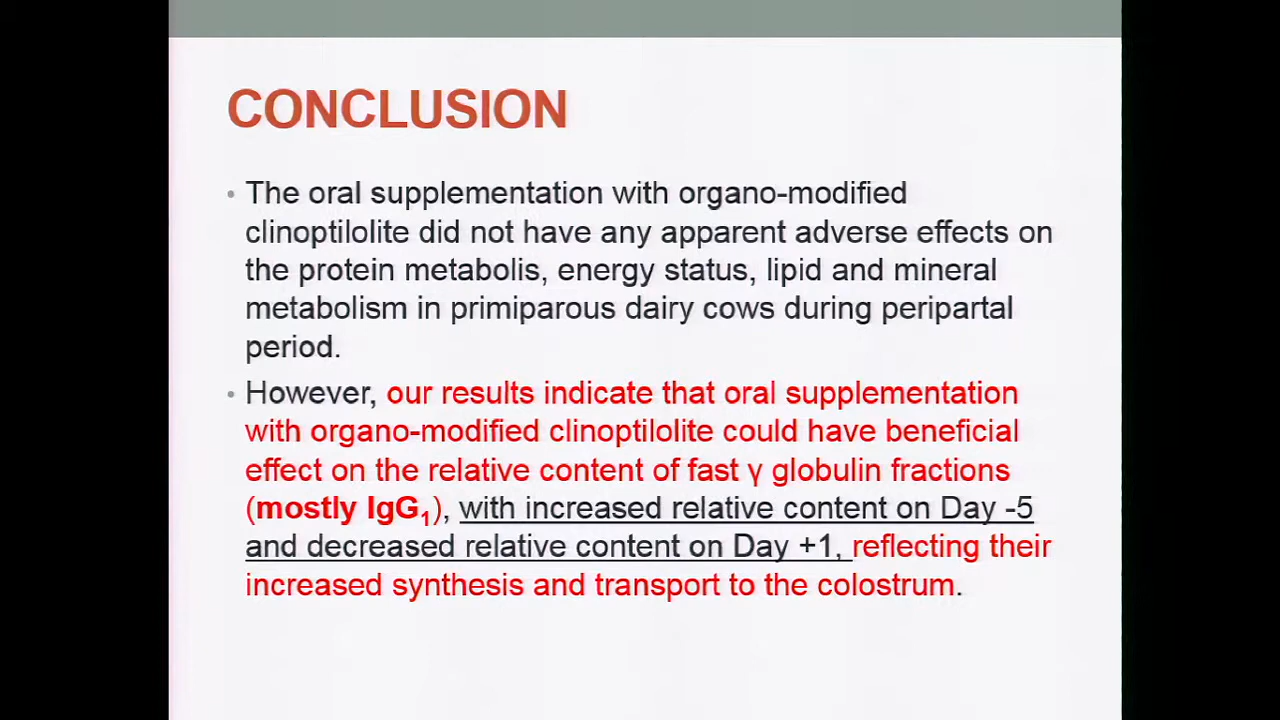 CONCLUSION
• The oral supplementation with organo-modified
clinoptilolite did not have any apparent adverse effects on
the protein metabolis, energy status, lipid and mineral
metabolism in primiparous dairy cows during peripartal
period.
• However, our results indicate that oral supplementation
with organo-modified clinoptilolite could have beneficial
effect on the relative content of fast γ globulin fractions
(mostly IgG₁), with increased relative content on Day -5
and decreased relative content on Day +1, reflecting their
increased synthesis and transport to the colostrum.